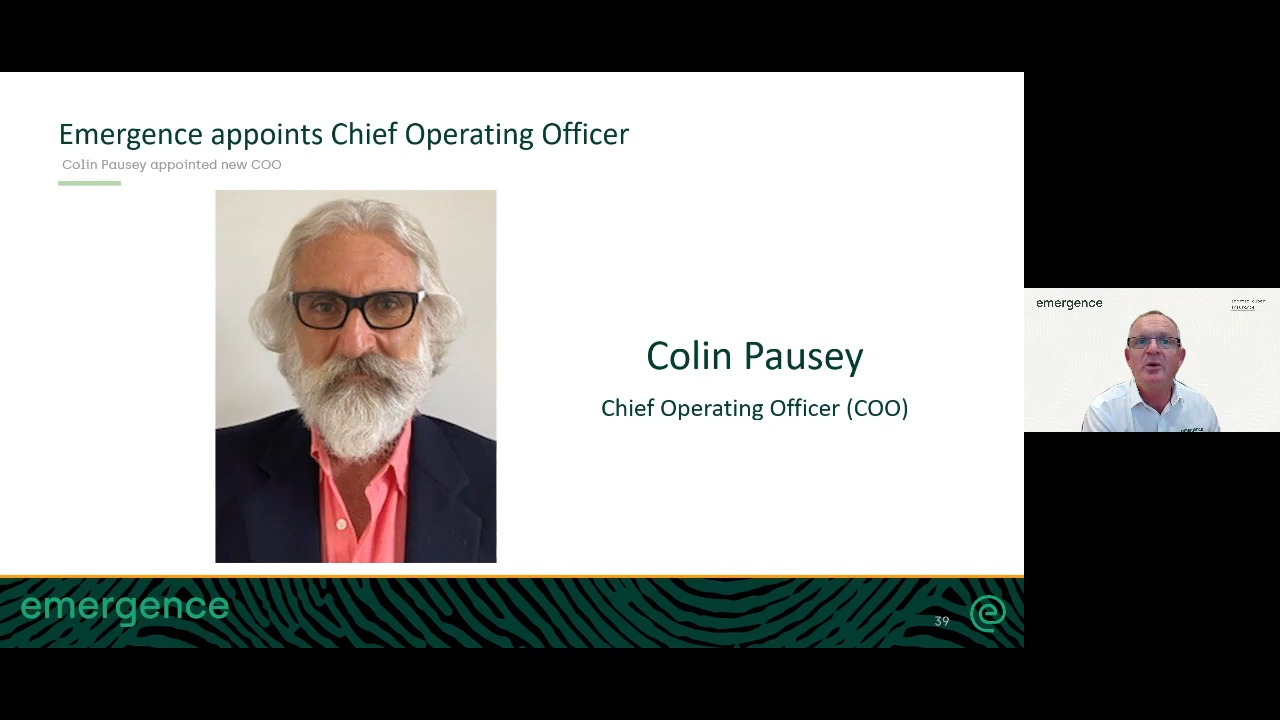 Emergence appoints Chief Operating Officer
Colin Pausey appointed new COO
Colin Pausey
Chief Operating Officer (COO)
emergence
39
emergence
emergence